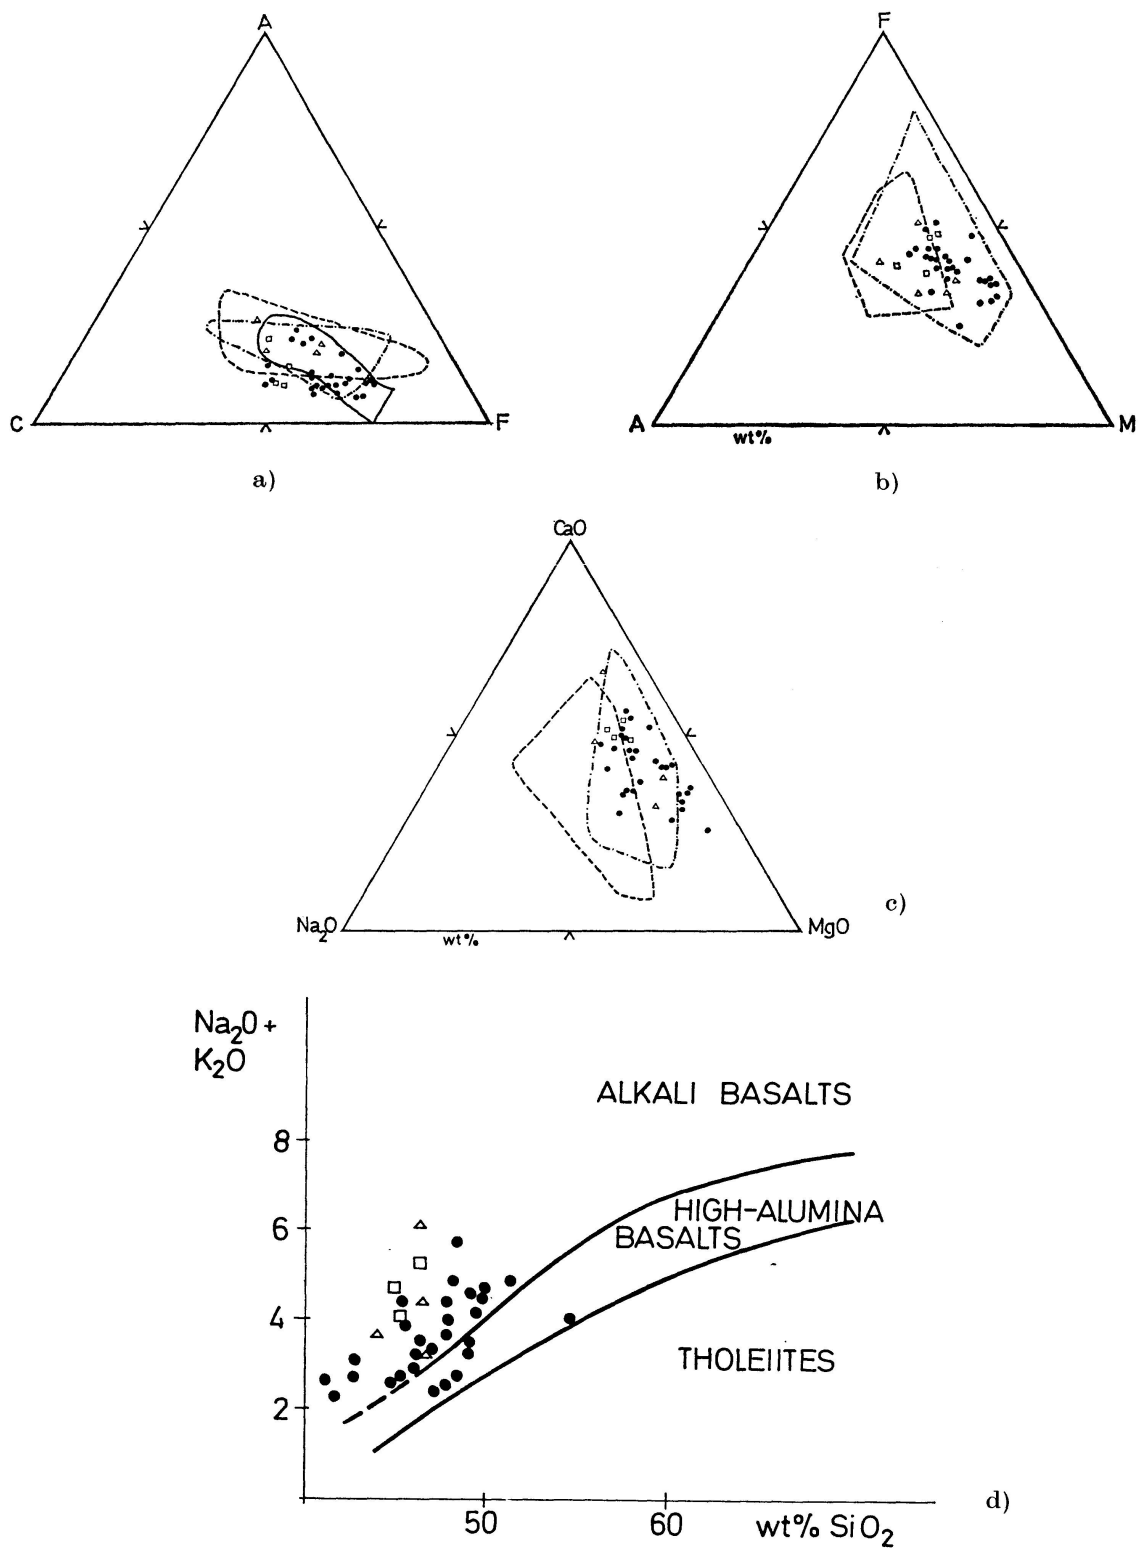 A
C
F
a)
F
A
wt%
M
b)
CaO
Na₂O
wt%
MgO
c)
Na₂O +
K₂O
ALKALI BASALTS
8
HIGH-ALUMINA
BASALTS
6
4
THOLEIITES
2
50
60
wt% SiO₂
d)